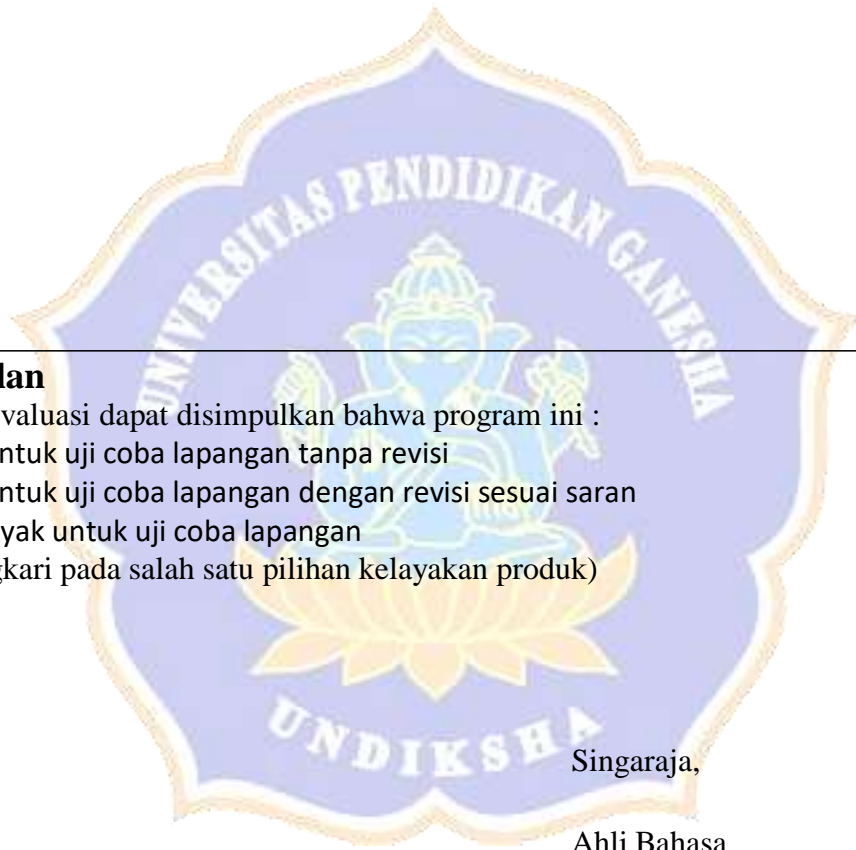 UNIVERSITAS PENDIDIKAN GANESHA
lan
valuasi dapat disimpulkan bahwa program ini :
ntuk uji coba lapangan tanpa revisi
ntuk uji coba lapangan dengan revisi sesuai saran
yak untuk uji coba lapangan
gkari pada salah satu pilihan kelayakan produk)
UNDIKSHA
Singaraja,
Ahli Bahasa